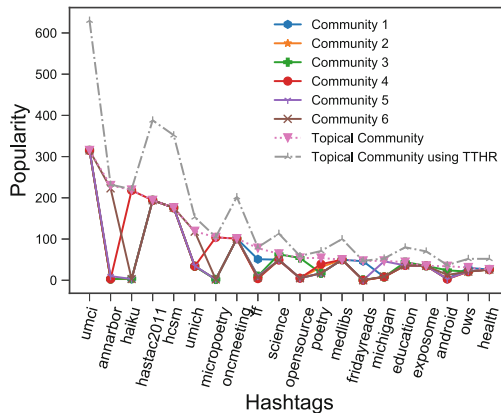 600
500
400
300
200
100
0
Popularity
Community 1
Community 2
Community 3
Community 4
Community 5
Community 6
Topical Community
Topical Community using TTHR
umci
annarbor
haiku
hastac2011
hcsm
umich
micropoetry
oncmeeting
ff
science
opensource
poetry
medlibs
fridayreads
michigan
education
exposome
android
ows
health
Hashtags